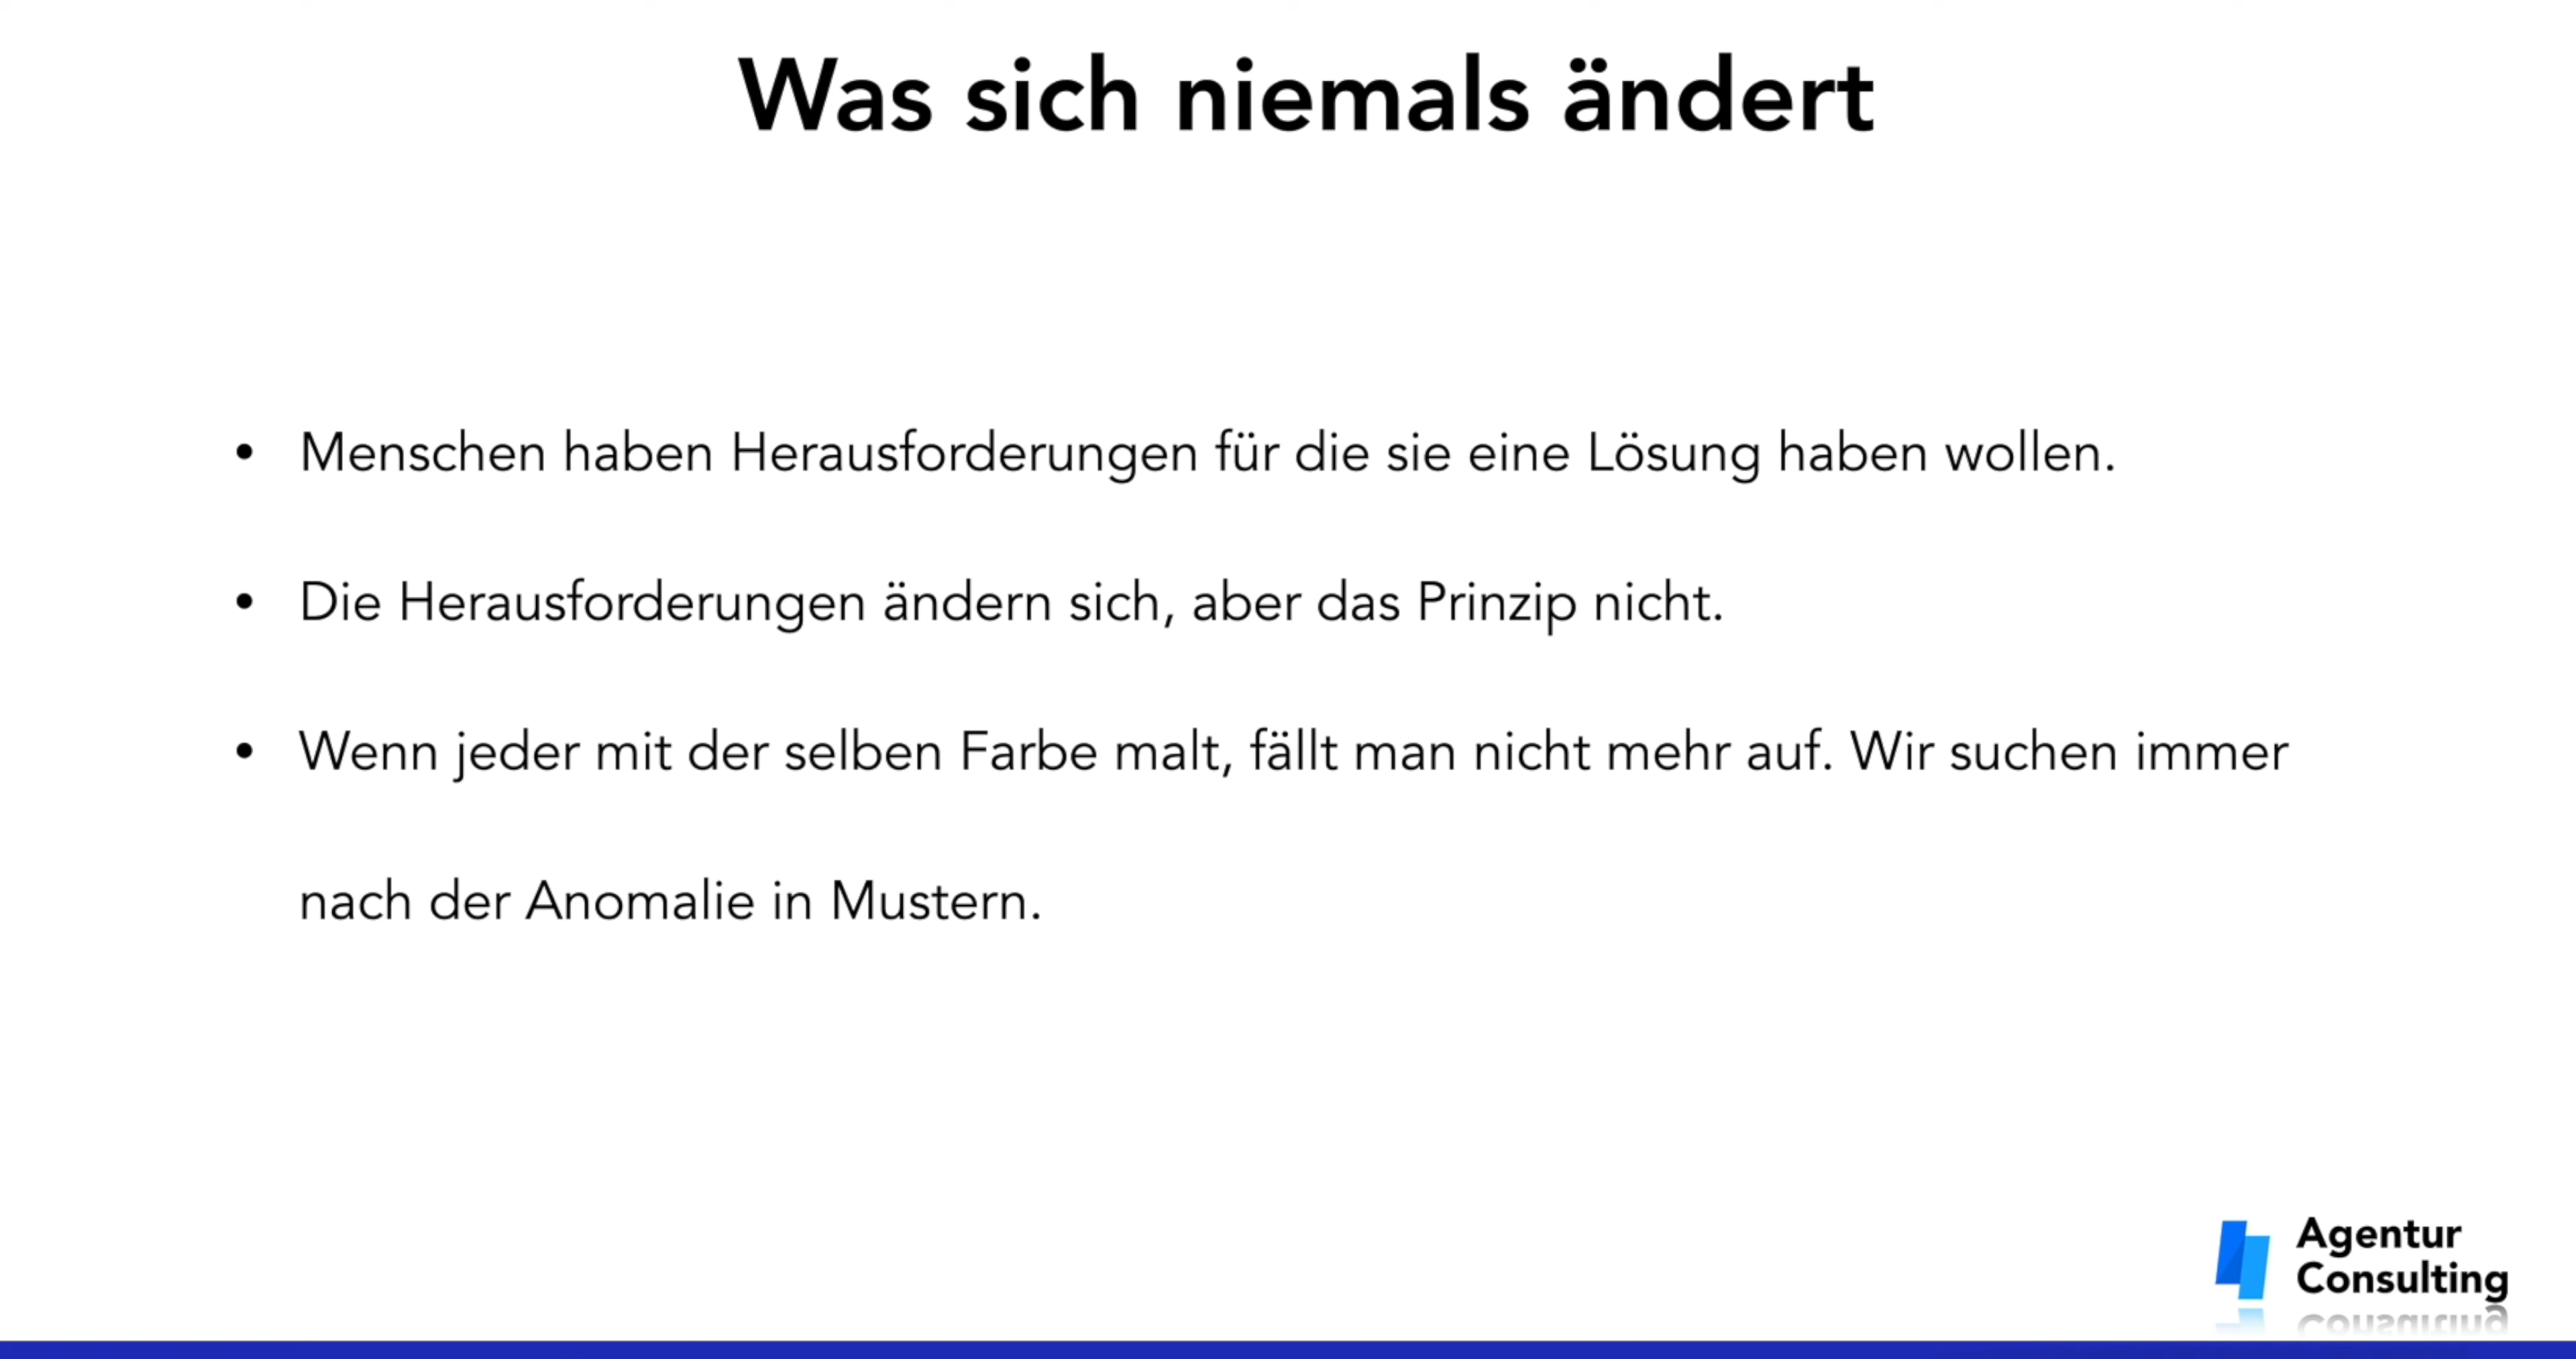 Was sich niemals ändert
• Menschen haben Herausforderungen für die sie eine Lösung haben wollen.
• Die Herausforderungen ändern sich, aber das Prinzip nicht.
• Wenn jeder mit der selben Farbe malt, fällt man nicht mehr auf. Wir suchen immer
nach der Anomalie in Mustern.
Agentur
Consulting